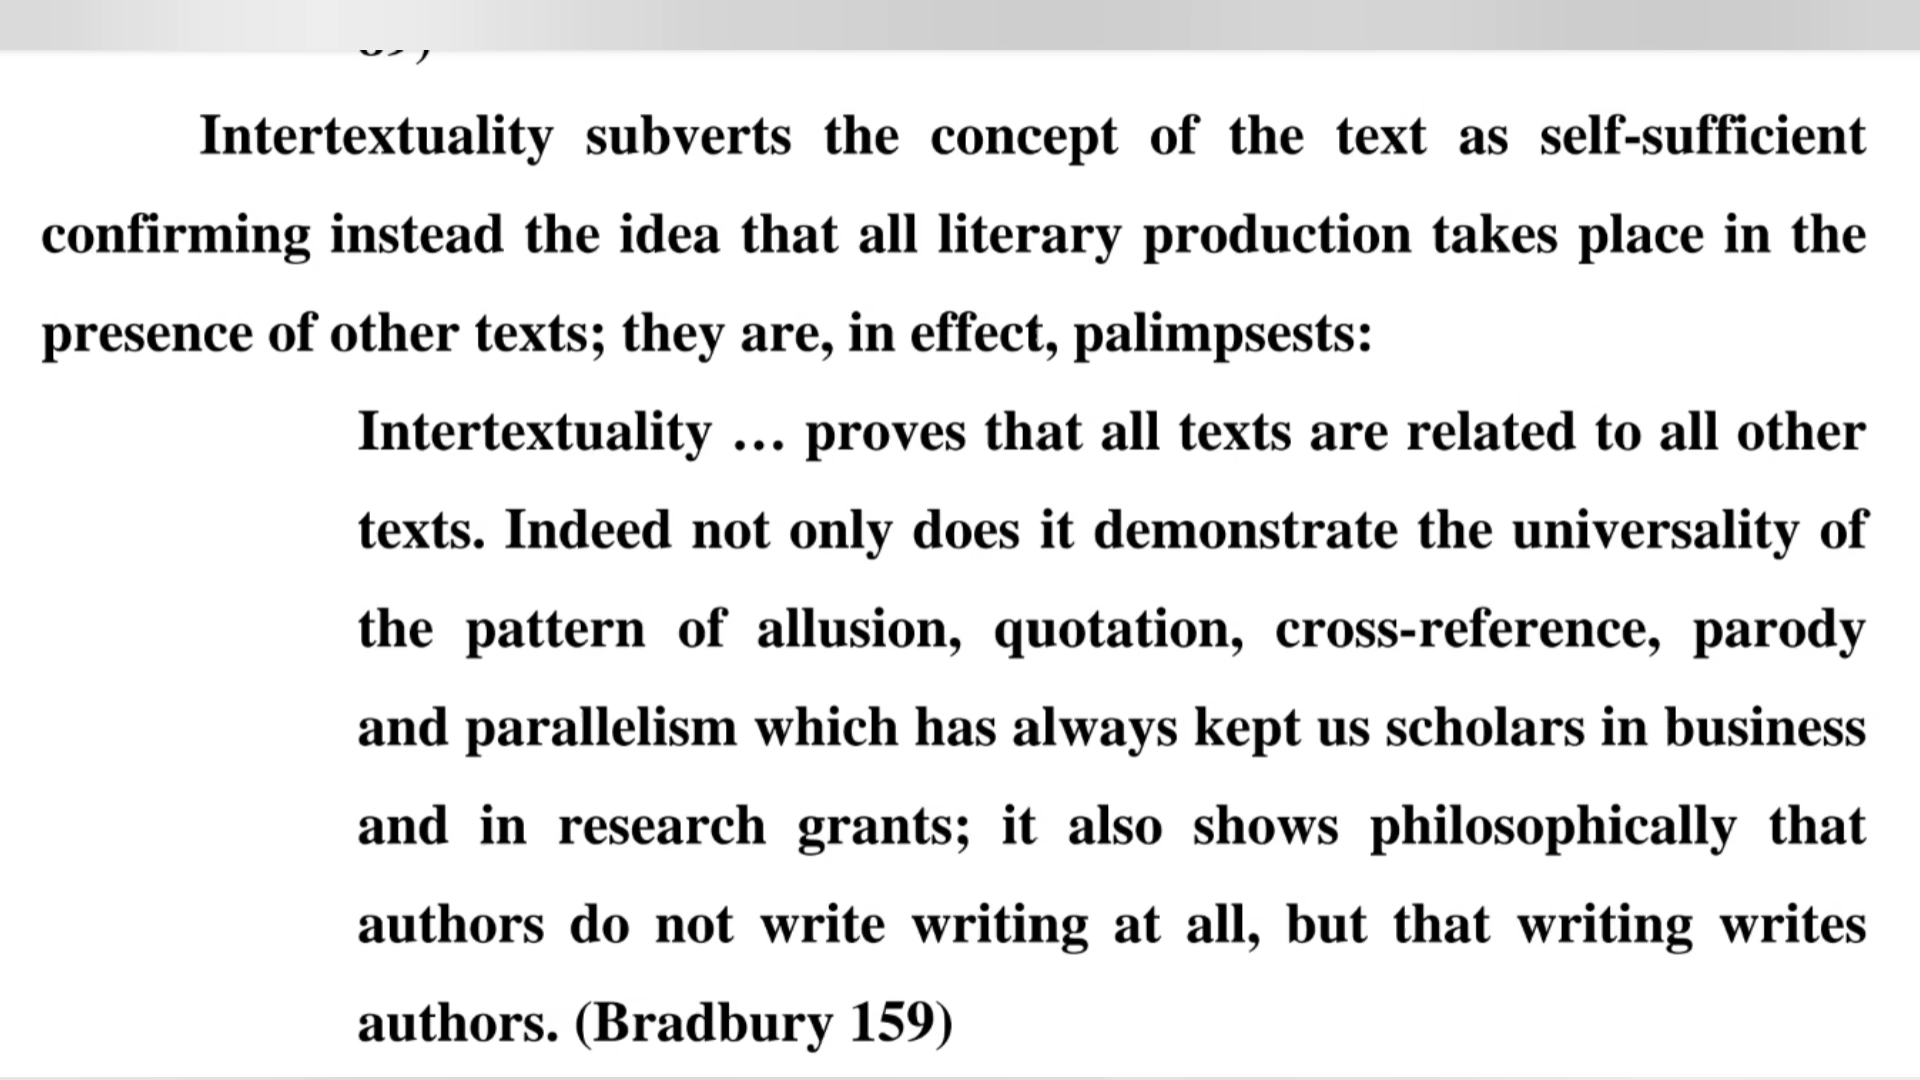 Intertextuality subverts the concept of the text as self-sufficient
confirming instead the idea that all literary production takes place in the
presence of other texts; they are, in effect, palimpsests:
Intertextuality … proves that all texts are related to all other
texts. Indeed not only does it demonstrate the universality of
the pattern of allusion, quotation, cross-reference, parody
and parallelism which has always kept us scholars in business
and in research grants; it also shows philosophically that
authors do not write writing at all, but that writing writes
authors. (Bradbury 159)